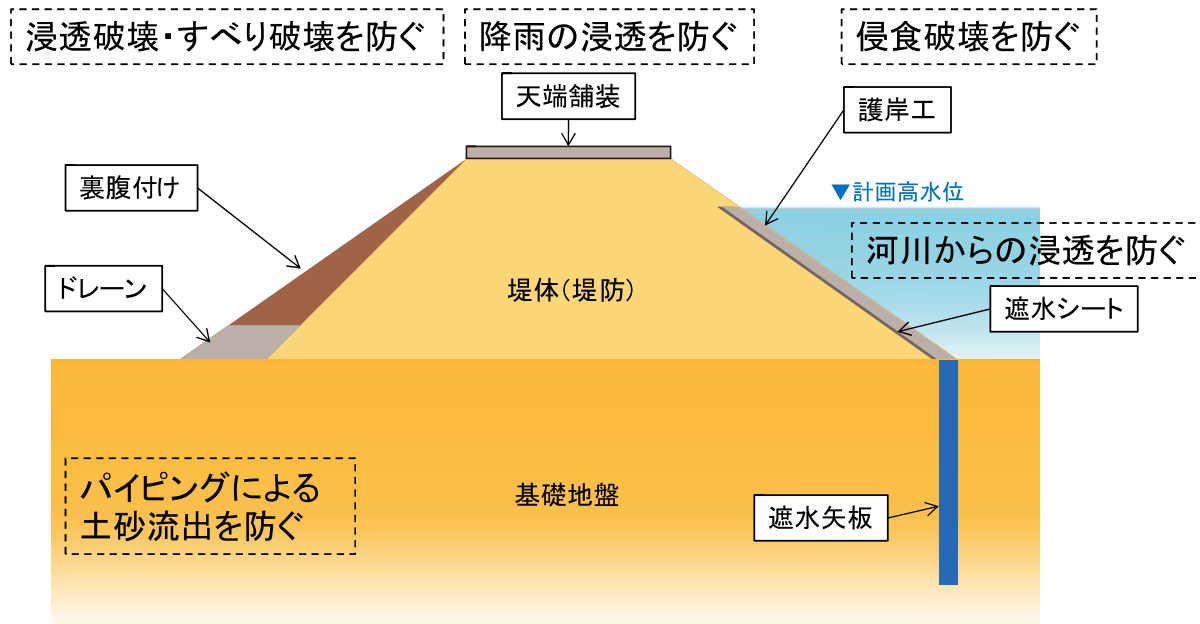 浸透破壊・すべり破壊を防ぐ
降雨の浸透を防ぐ
侵食破壊を防ぐ
天端舗装
護岸工
裏腹付け
▼計画高水位
河川からの浸透を防ぐ
ドレーン
堤体(堤防)
遮水シート
パイピングによる
土砂流出を防ぐ
基礎地盤
遮水矢板